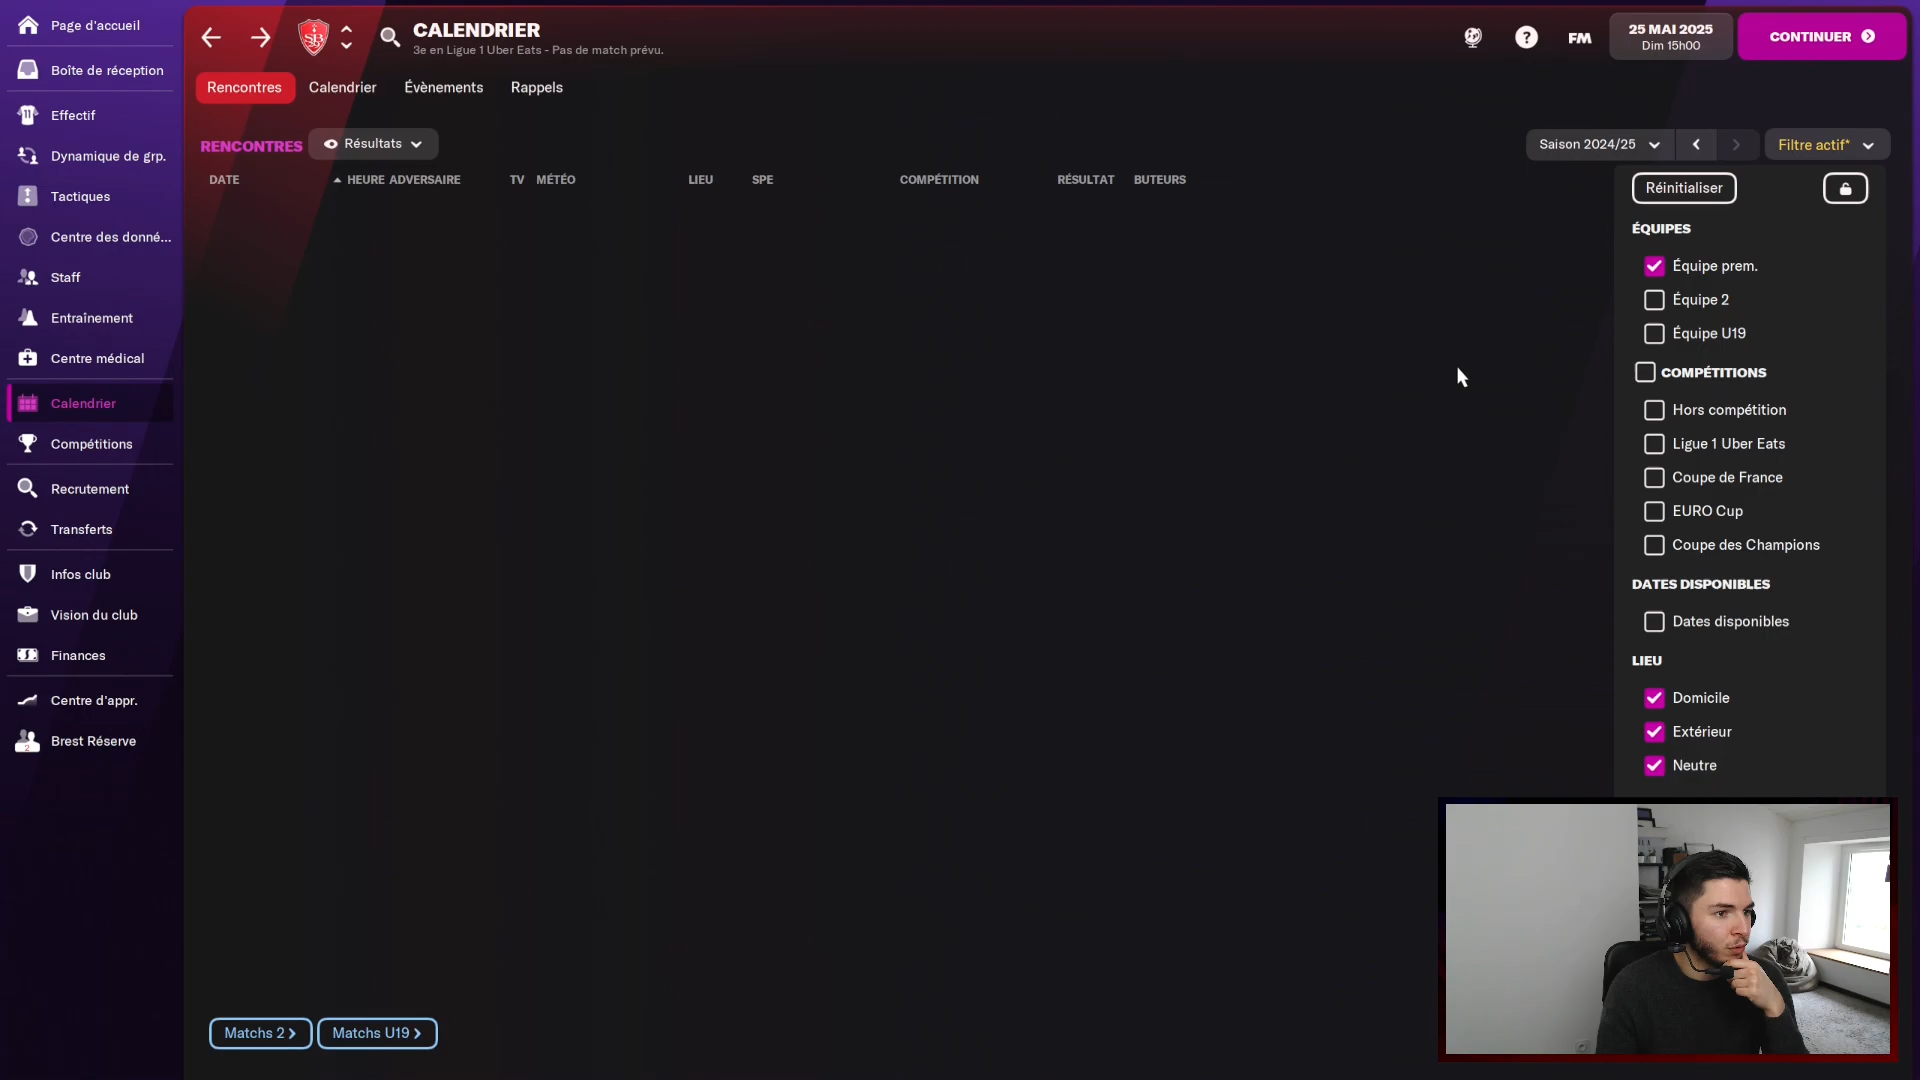 Page d'accueil
Boîte de réception
Effectif
Dynamique de grp.
Tactiques
Centre des donné...
Staff
Entraînement
Centre médical
Calendrier
Compétitions
Recrutement
Transferts
Infos club
Vision du club
Finances
Centre d'appr.
Brest Réserve
CALENDRIER
3e en Ligue 1 Uber Eats - Pas de match prévu.
FM
25 MAI 2025
Dim 15h00
CONTINUER
Rencontres Calendrier Évènements Rappels
RENCONTRES Résultats
Saison 2024/25 Filtre actif*
DATE HEURE ADVERSAIRE TV MÉTÉO LIEU SPE COMPÉTITION RÉSULTAT BUTEURS
Réinitialiser
ÉQUIPES
Équipe prem.
Équipe 2
Équipe U19
COMPÉTITIONS
Hors compétition
Ligue 1 Uber Eats
Coupe de France
EURO Cup
Coupe des Champions
DATES DISPONIBLES
Dates disponibles
LIEU
Domicile
Extérieur
Neutre
Matchs 2 > Matchs U19 >